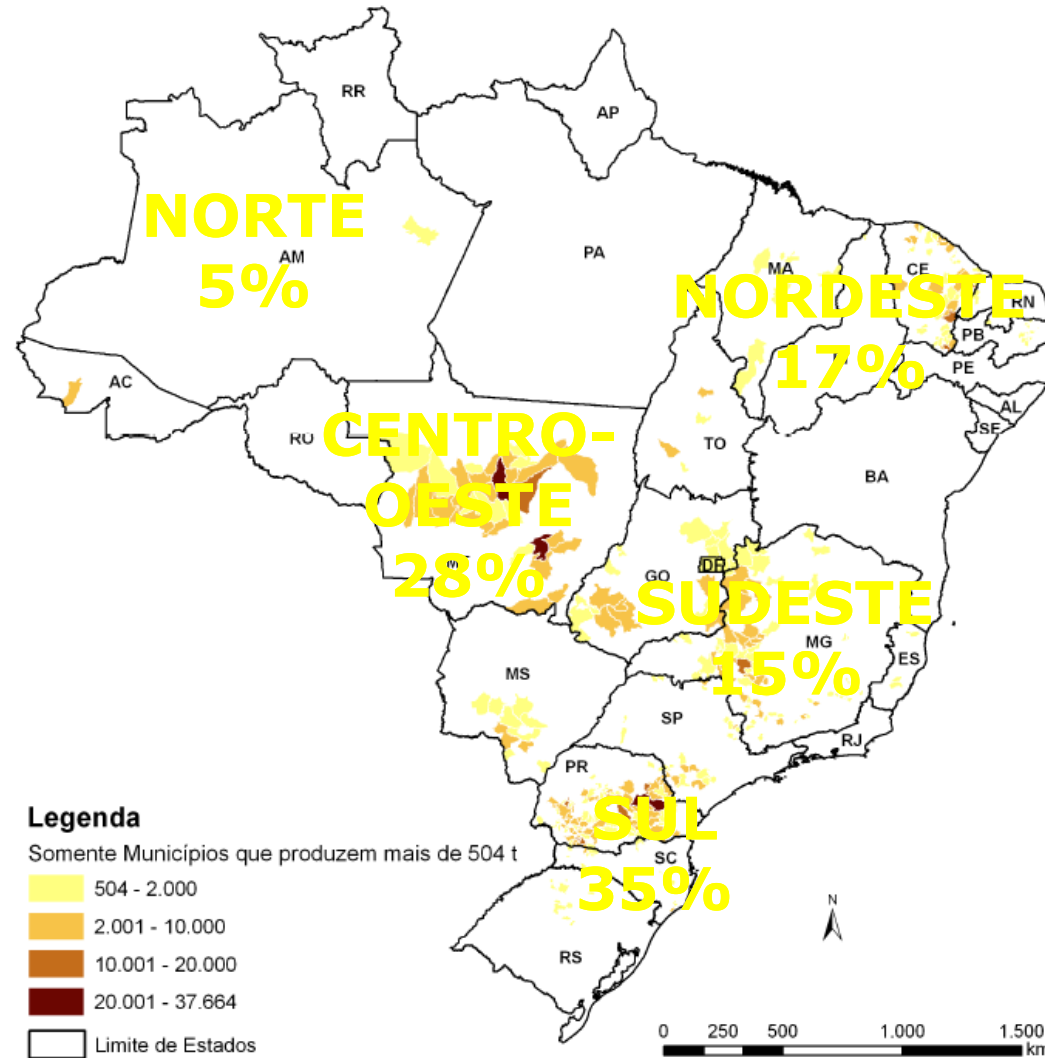 RR
AP
NORTE
5%
AM
PA
MA
CE
NORDESTE
17%
RN
PB
PE
AL
SE
AC
RO
TO
BA
CENTRO-
OESTE
28%
GO
DF
SUDESTE
15%
MG
ES
MS
SP
RJ
PR
SUL
35%
SC
RS
N
Legenda
Somente Municípios que produzem mais de 504 t
504 - 2.000
2.001 - 10.000
10.001 - 20.000
20.001 - 37.664
Limite de Estados
0 250 500 1.000 1.500
km